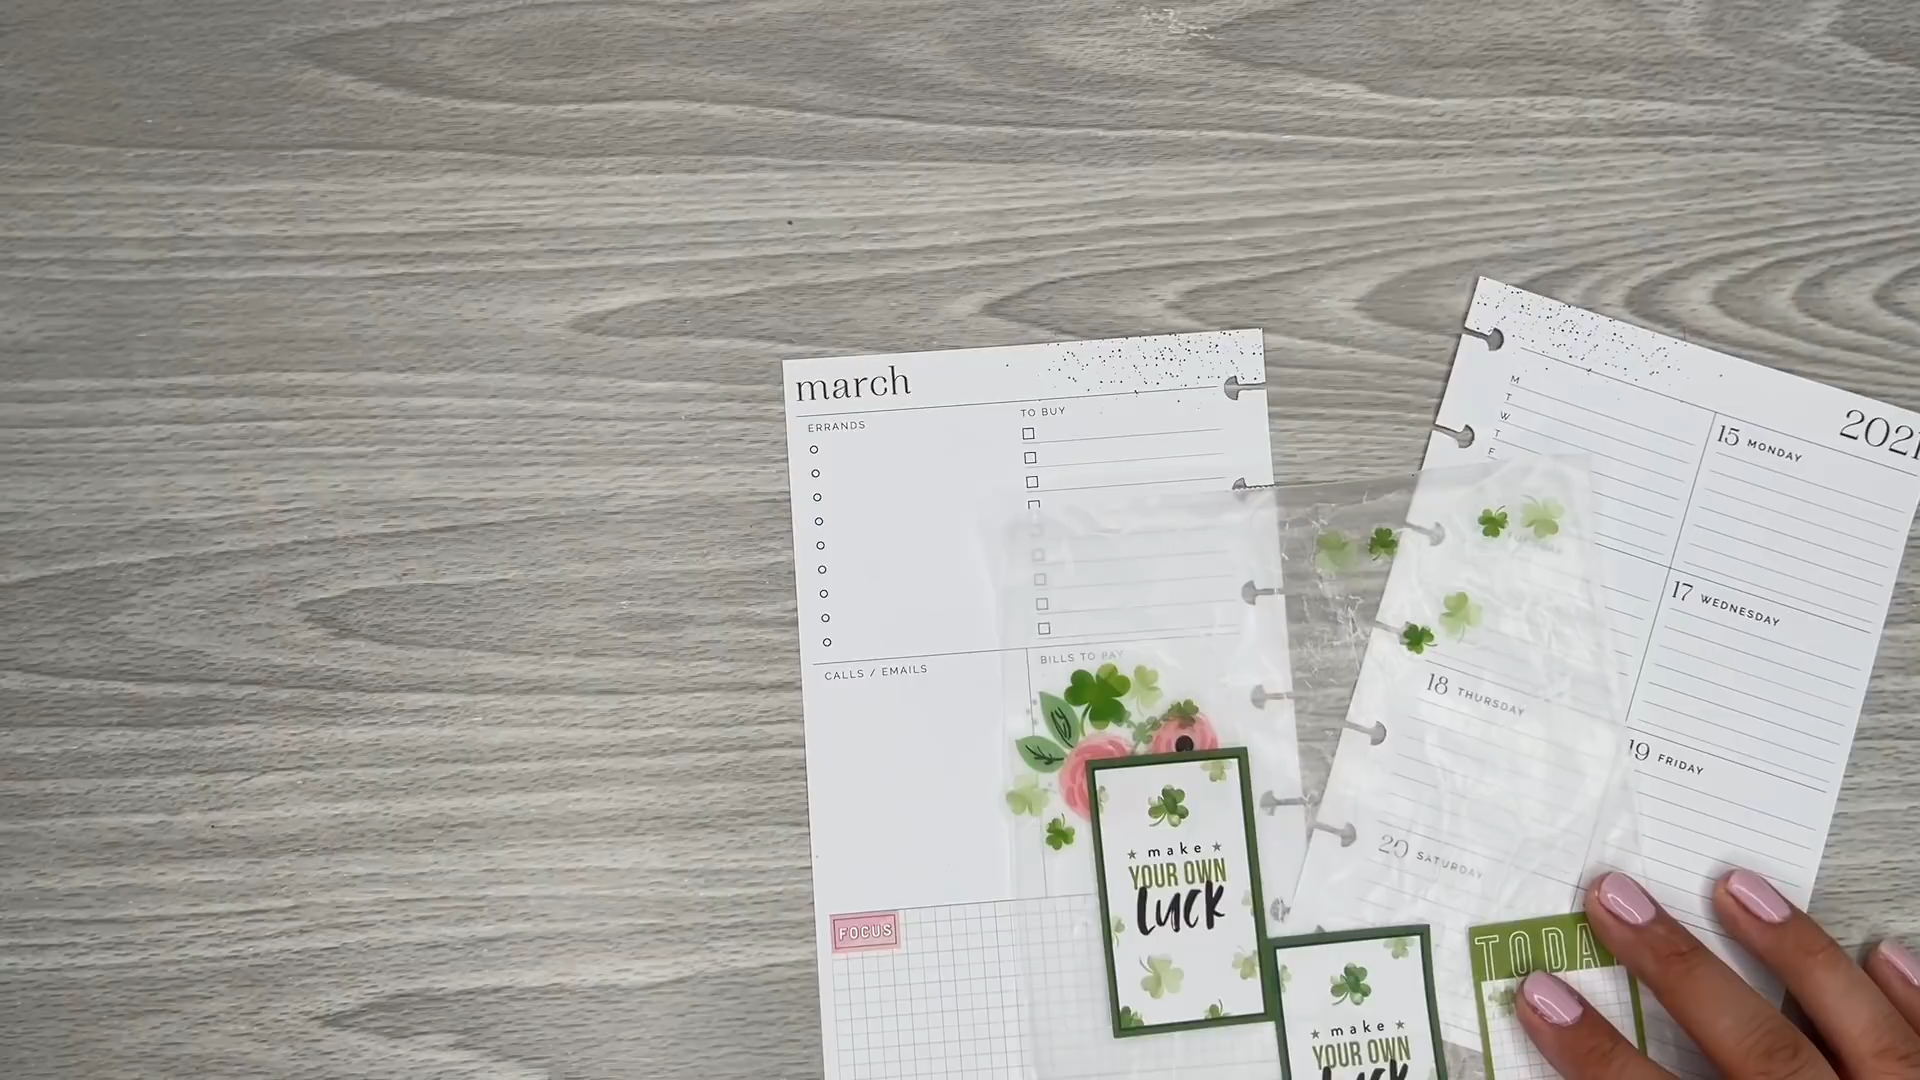 march
ERRANDS
TO BUY
CALLS / EMAILS
BILLS TO PAY
FOCUS
make
YOUR OWN
luck
make
YOUR OWN
luck
M
T
W
T
F
2021
15 MONDAY
17 WEDNESDAY
18 THURSDAY
19 FRIDAY
20 SATURDAY
TODA